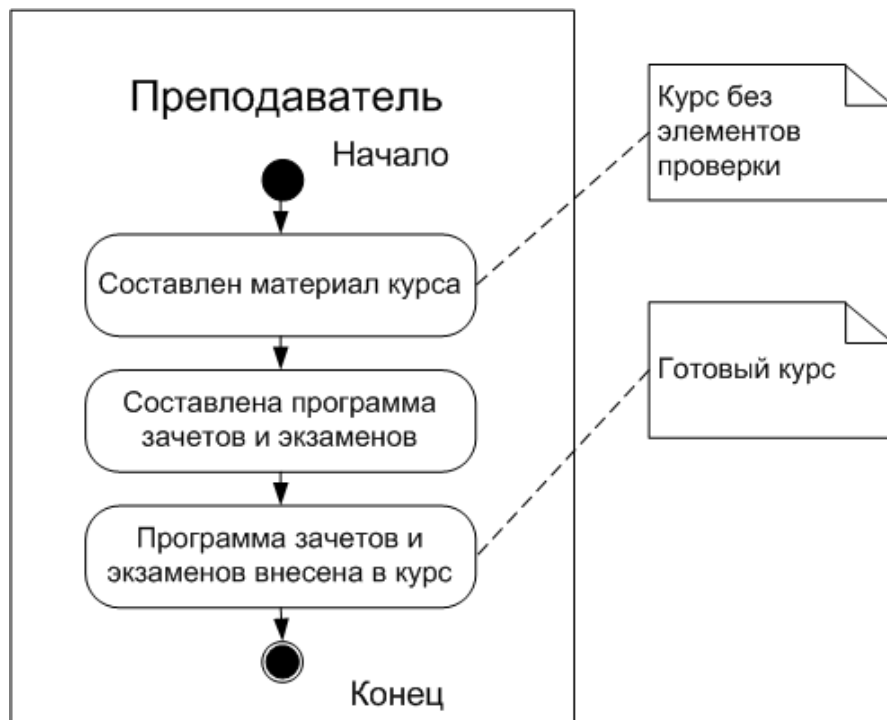 Преподаватель
Начало
Составлен материал курса
Составлена программа
зачетов и экзаменов
Программа зачетов и
экзаменов внесена в курс
Конец
Курс без
элементов
проверки
Готовый курс